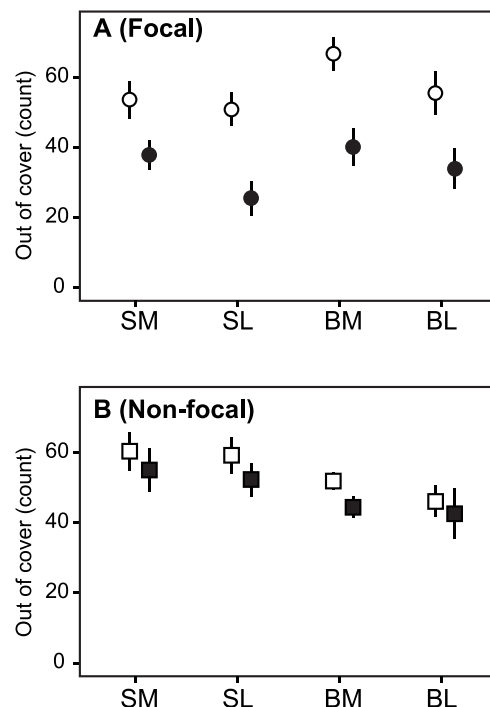 A (Focal)
Out of cover (count)
60
40
20
0
SM SL BM BL
B (Non-focal)
Out of cover (count)
60
40
20
0
SM SL BM BL